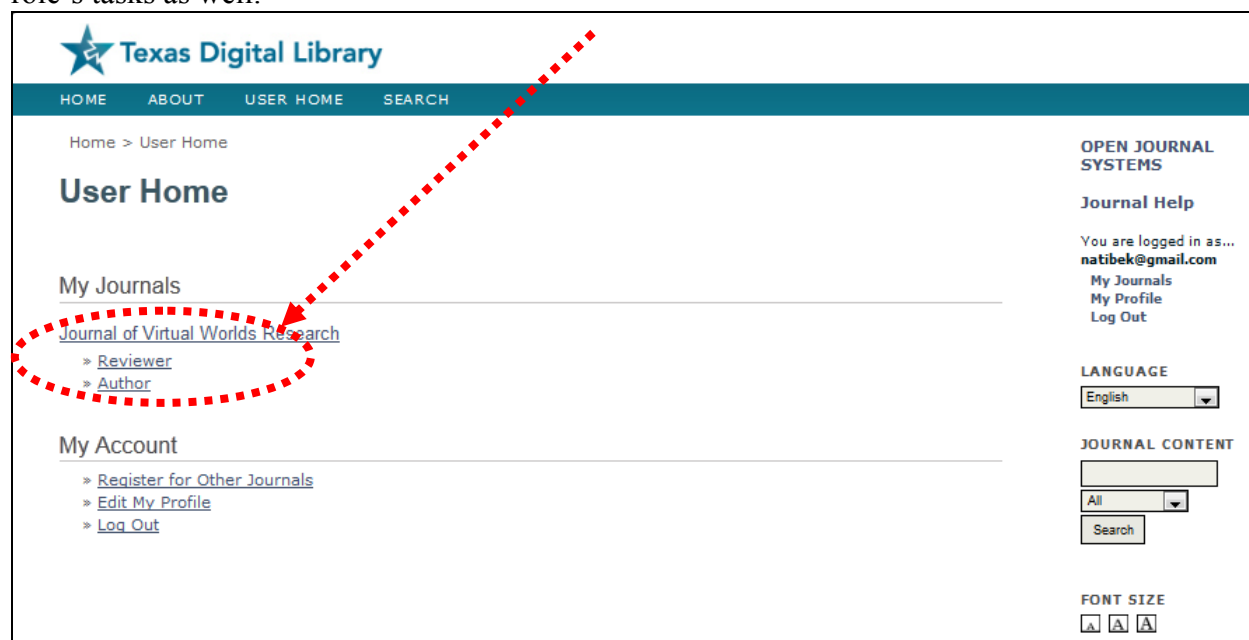 role's tasks as well.
Texas Digital Library
HOME ABOUT USER HOME SEARCH
Home > User Home
User Home
My Journals
Journal of Virtual Worlds Research
» Reviewer
» Author
My Account
» Register for Other Journals
» Edit My Profile
» Log Out
OPEN JOURNAL
SYSTEMS
Journal Help
You are logged in as...
natibek@gmail.com
My Journals
My Profile
Log Out
LANGUAGE
English
JOURNAL CONTENT
All
Search
FONT SIZE
A A A